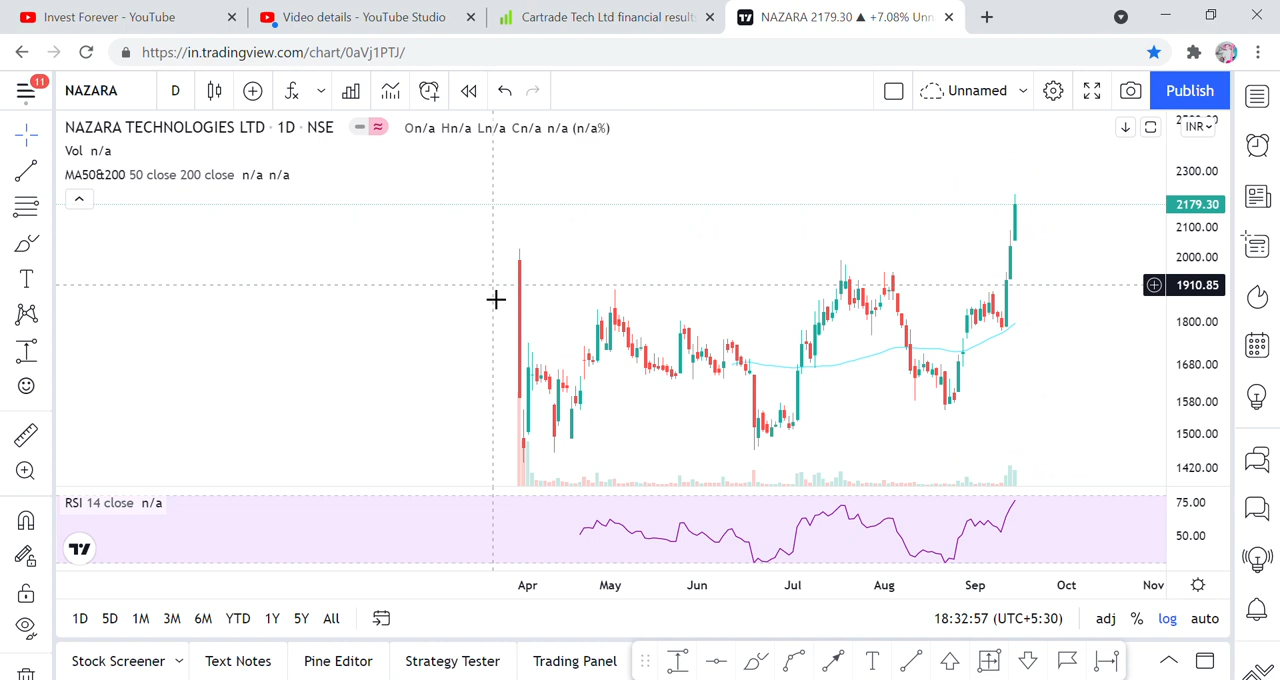 Invest Forever - YouTube
Video details - YouTube Studio
Cartrade Tech Ltd financial result
NAZARA 2179.30 ▲ +7.08% Unn
https://in.tradingview.com/chart/0aVj1PTJ/
11
NAZARA
D
Unnamed
Publish
NAZARA TECHNOLOGIES LTD · 1D · NSE
On/a Hn/a Ln/a Cn/a n/a (n/a%)
INR
Vol n/a
MA50&200 50 close 200 close n/a n/a
2300.00
2179.30
2100.00
2000.00
1910.85
1800.00
1680.00
1580.00
1500.00
1420.00
RSI 14 close n/a
75.00
50.00
Apr May Jun Jul Aug Sep Oct Nov
1D 5D 1M 3M 6M YTD 1Y 5Y All
18:32:57 (UTC+5:30)
adj % log auto
Stock Screener
Text Notes
Pine Editor
Strategy Tester
Trading Panel